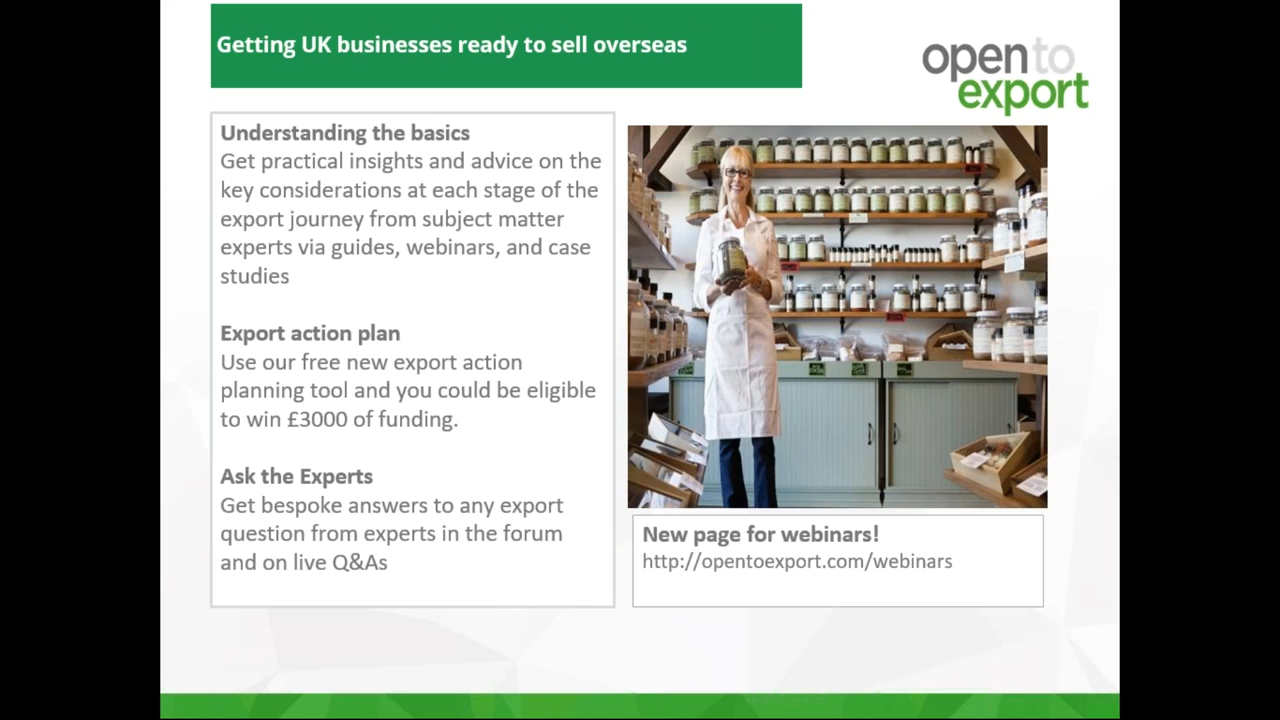 Getting UK businesses ready to sell overseas
open to
export
Understanding the basics
Get practical insights and advice on the
key considerations at each stage of the
export journey from subject matter
experts via guides, webinars, and case
studies
Export action plan
Use our free new export action
planning tool and you could be eligible
to win £3000 of funding.
Ask the Experts
Get bespoke answers to any export
question from experts in the forum
and on live Q&As
New page for webinars!
http://opentoexport.com/webinars